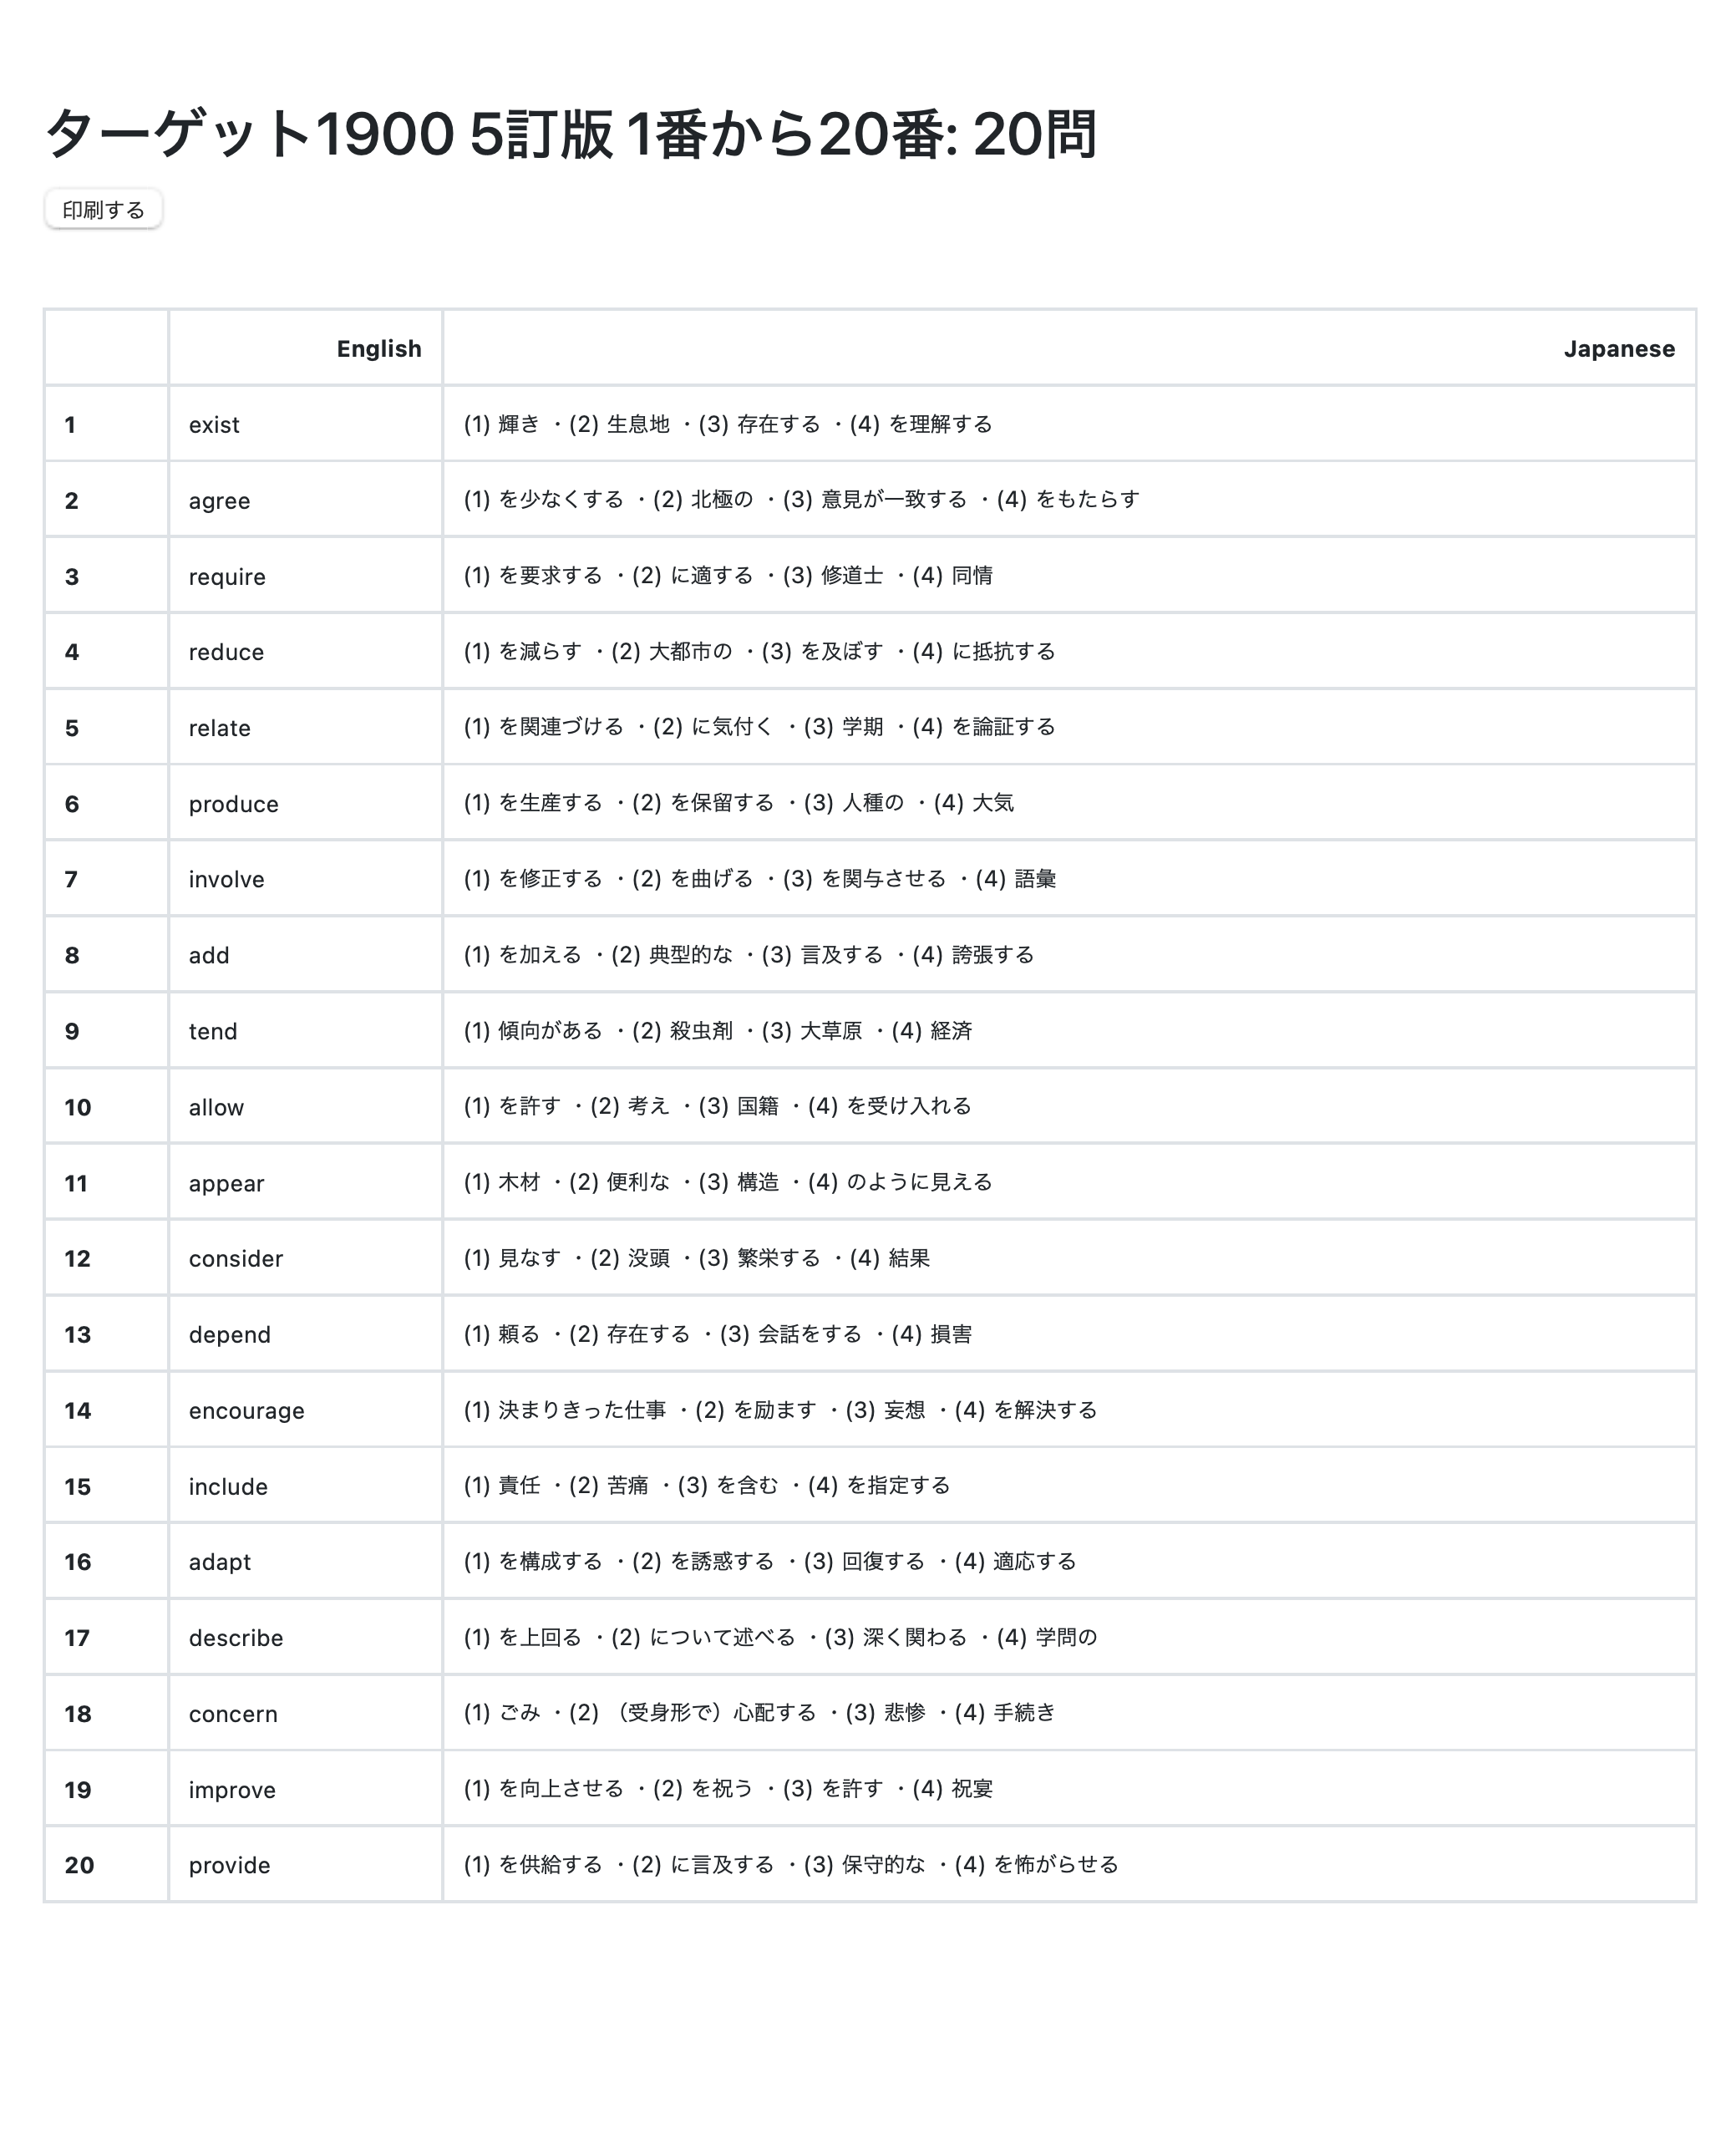 ターゲット1900 5訂版 1番から20番: 20問
印刷する
English Japanese
1 exist (1) 輝き ・(2) 生息地 ・(3) 存在する ・(4) を理解する
2 agree (1) を少なくする ・(2) 北極の ・(3) 意見が一致する ・(4) をもたらす
3 require (1) を要求する ・(2) に適する ・(3) 修道士 ・(4) 同情
4 reduce (1) を減らす ・(2) 大都市の ・(3) を及ぼす ・(4) に抵抗する
5 relate (1) を関連づける ・(2) に気付く ・(3) 学期 ・(4) を論証する
6 produce (1) を生産する ・(2) を保留する ・(3) 人種の ・(4) 大気
7 involve (1) を修正する ・(2) を曲げる ・(3) を関与させる ・(4) 語彙
8 add (1) を加える ・(2) 典型的な ・(3) 言及する ・(4) 誇張する
9 tend (1) 傾向がある ・(2) 殺虫剤 ・(3) 大草原 ・(4) 経済
10 allow (1) を許す ・(2) 考え ・(3) 国籍 ・(4) を受け入れる
11 appear (1) 木材 ・(2) 便利な ・(3) 構造 ・(4) のように見える
12 consider (1) 見なす ・(2) 没頭 ・(3) 繁栄する ・(4) 結果
13 depend (1) 頼る ・(2) 存在する ・(3) 会話をする ・(4) 損害
14 encourage (1) 決まりきった仕事 ・(2) を励ます ・(3) 妄想 ・(4) を解決する
15 include (1) 責任 ・(2) 苦痛 ・(3) を含む ・(4) を指定する
16 adapt (1) を構成する ・(2) を誘惑する ・(3) 回復する ・(4) 適応する
17 describe (1) を上回る ・(2) について述べる ・(3) 深く関わる ・(4) 学問の
18 concern (1) ごみ ・(2) （受身形で）心配する ・(3) 悲惨 ・(4) 手続き
19 improve (1) を向上させる ・(2) を祝う ・(3) を許す ・(4) 祝宴
20 provide (1) を供給する ・(2) に言及する ・(3) 保守的な ・(4) を怖がらせる